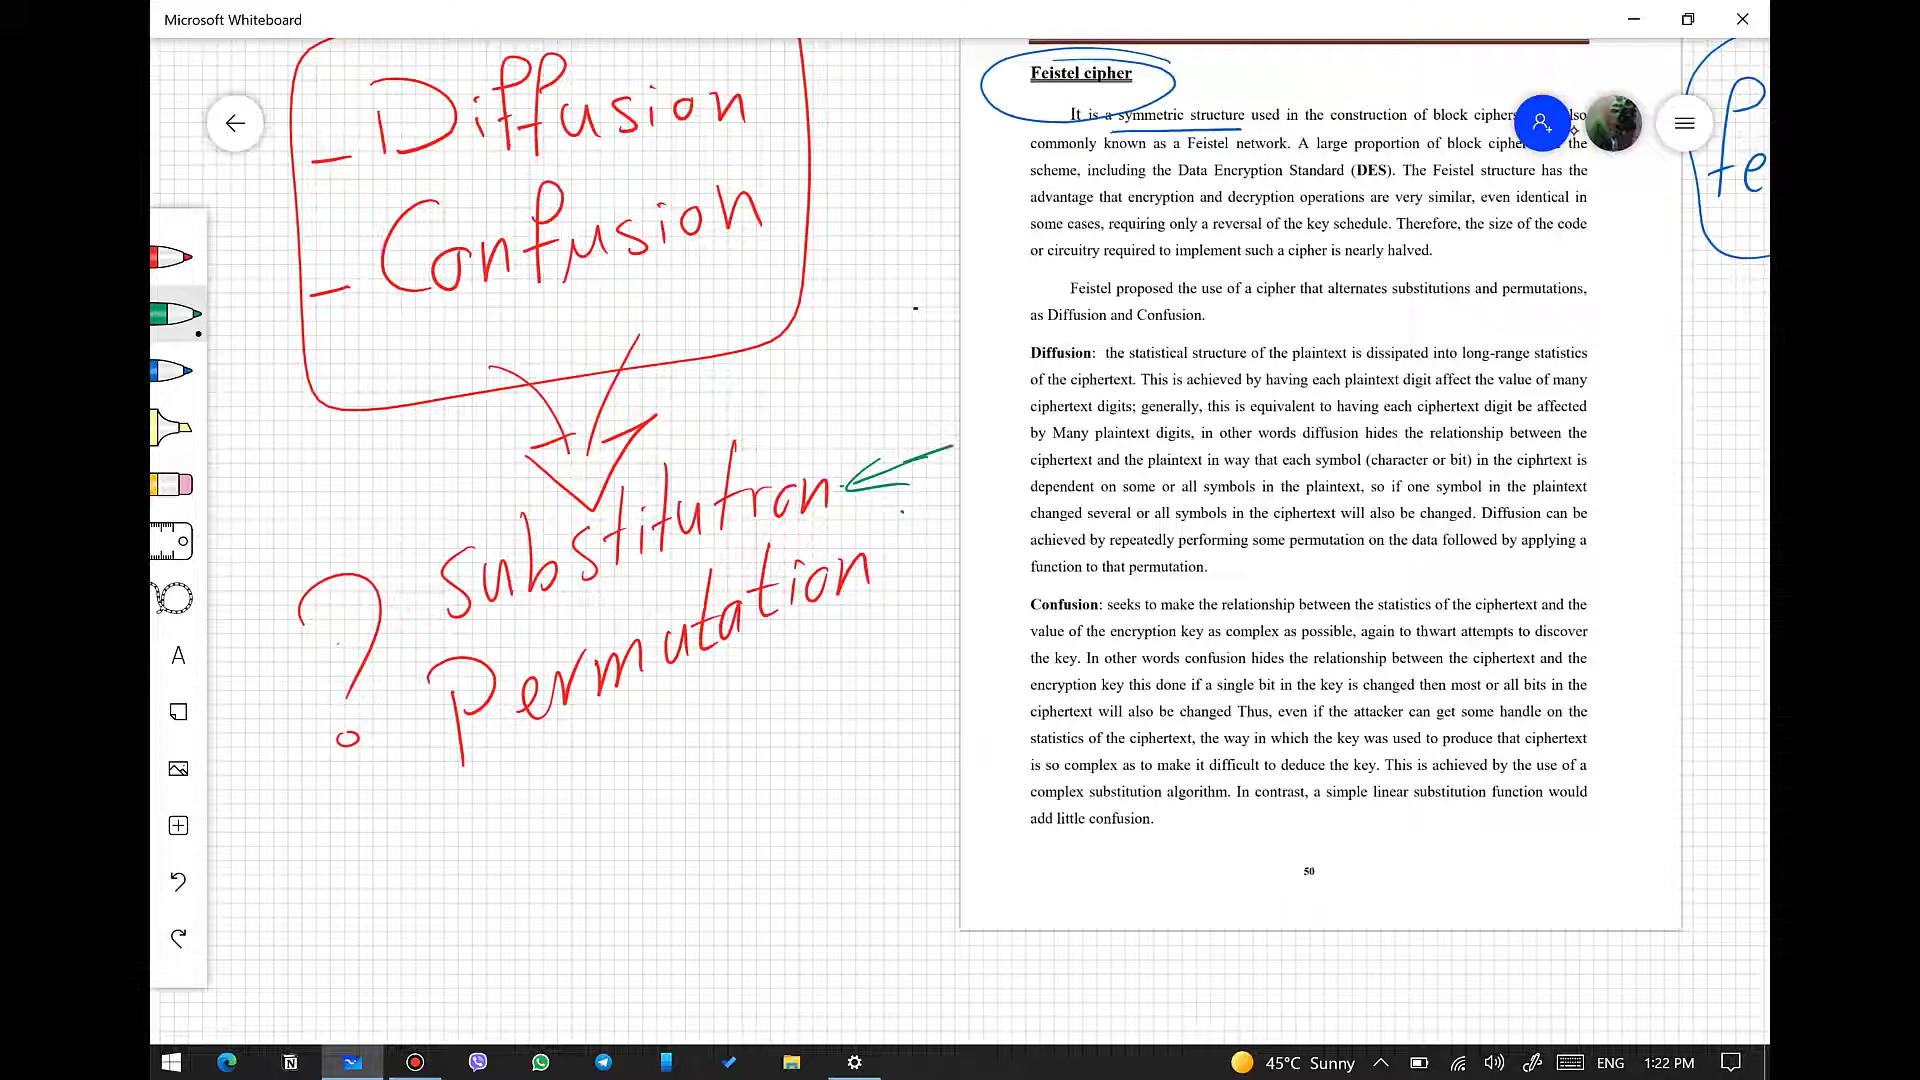 Microsoft Whiteboard
- Diffusion
- Confusion
substitution
permutation
?
Feistel cipher
It is a symmetric structure used in the construction of block ciphers
commonly known as a Feistel network. A large proportion of block the
scheme, including the Data Encryption Standard (DES). The Feistel structure has the
advantage that encryption and decryption operations are very similar, even identical in
some cases, requiring only a reversal of the key schedule. Therefore, the size of the code
or circuitry required to implement such a cipher is nearly halved.
Feistel proposed the use of a cipher that alternates substitutions and permutations,
as Diffusion and Confusion.
Diffusion: the statistical structure of the plaintext is dissipated into long-range statistics
of the ciphertext. This is achieved by having each plaintext digit affect the value of many
ciphertext digits; generally, this is equivalent to having each ciphertext digit be affected
by Many plaintext digits, in other words diffusion hides the relationship between the
ciphertext and the plaintext in way that each symbol (character or bit) in the ciphrtext is
dependent on some or all symbols in the plaintext, so if one symbol in the plaintext
changed several or all symbols in the ciphertext will also be changed. Diffusion can be
achieved by repeatedly performing some permutation on the data followed by applying a
function to that permutation.
Confusion: seeks to make the relationship between the statistics of the ciphertext and the
value of the encryption key as complex as possible, again to thwart attempts to discover
the key. In other words confusion hides the relationship between the ciphertext and the
encryption key this done if a single bit in the key is changed then most or all bits in the
ciphertext will also be changed Thus, even if the attacker can get some handle on the
statistics of the ciphertext, the way in which the key was used to produce that ciphertext
is so complex as to make it difficult to deduce the key. This is achieved by the use of a
complex substitution algorithm. In contrast, a simple linear substitution function would
add little confusion.
50
fe
45°C Sunny
ENG
1:22 PM